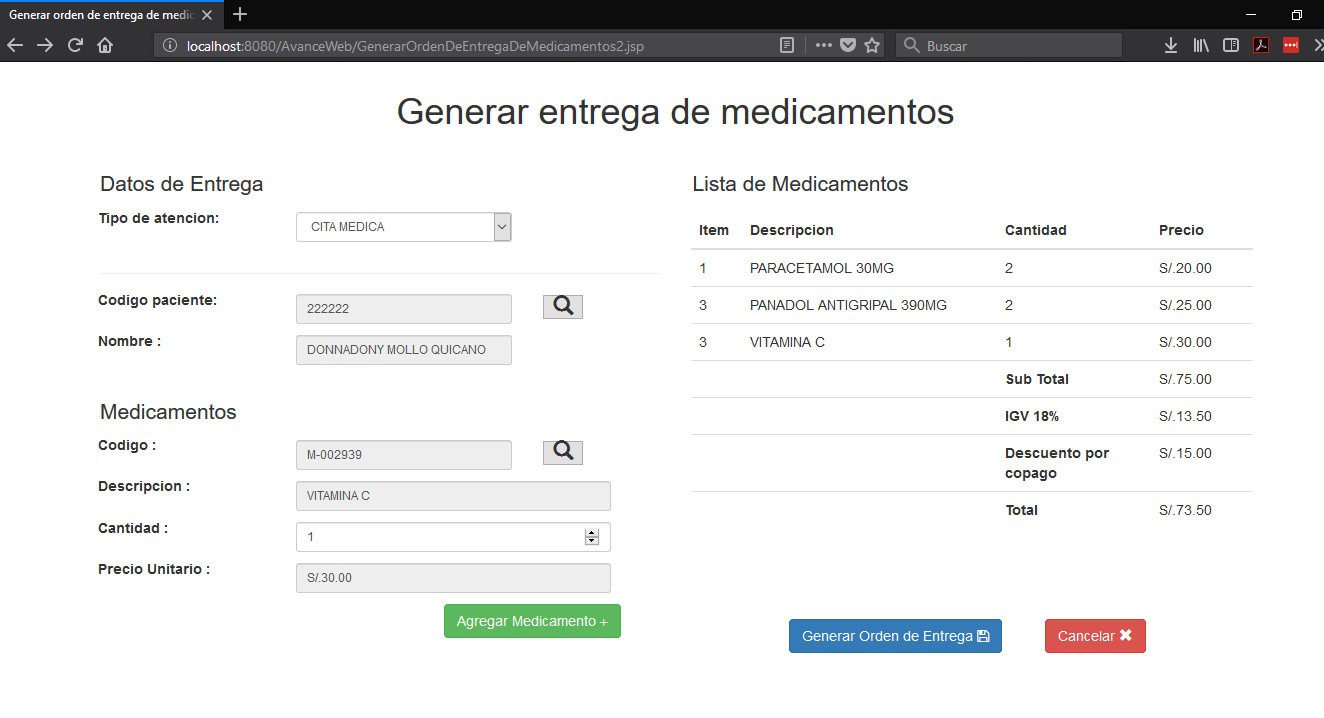 Generar orden de entrega de medic
localhost:8080/AvanceWeb/GenerarOrdenDeEntregaDeMedicamentos2.jsp
Buscar
Generar entrega de medicamentos
Datos de Entrega
Tipo de atencion:
CITA MEDICA
Codigo paciente:
222222
Nombre :
DONNADONY MOLLO QUICANO
Medicamentos
Codigo :
M-002939
Descripcion :
VITAMINA C
Cantidad :
1
Precio Unitario :
S/.30.00
Agregar Medicamento +
Lista de Medicamentos
Item Descripcion Cantidad Precio
1 PARACETAMOL 30MG 2 S/.20.00
3 PANADOL ANTIGRIPAL 390MG 2 S/.25.00
3 VITAMINA C 1 S/.30.00
Sub Total S/.75.00
IGV 18% S/.13.50
Descuento por S/.15.00
copago
Total S/.73.50
Generar Orden de Entrega
Cancelar